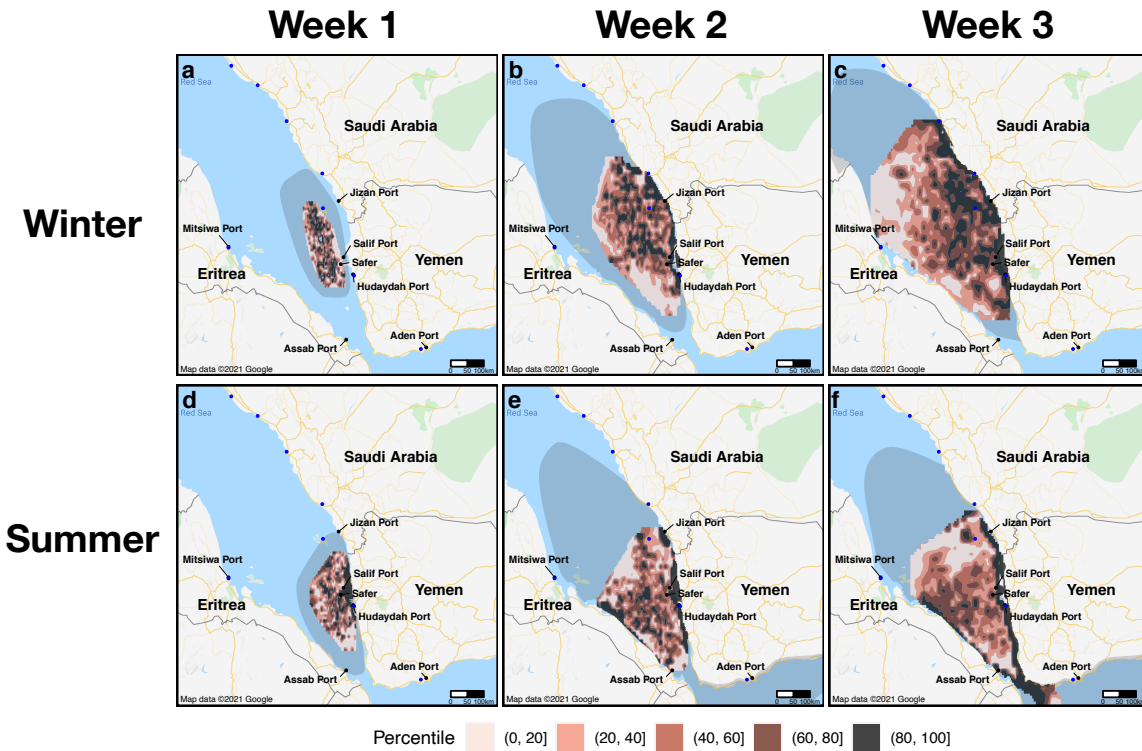 Week 1 Week 2 Week 3
Winter
a
Red Sea
Saudi Arabia
Jizan Port
Mitsiwa Port
Salif Port
Safer
Eritrea
Yemen
Hudaydah Port
Aden Port
Assab Port
Map data ©2021 Google
0 50 100km
b
Saudi Arabia
Jizan Port
Mitsiwa Port
Salif Port
Safer
Eritrea
Yemen
Hudaydah Port
Aden Port
Assab Port
Map data ©2021 Google
0 50 100km
c
Red Sea
Saudi Arabia
Jizan Port
Mitsiwa Port
Salif Port
Safer
Eritrea
Yemen
Hudaydah Port
Aden Port
Assab Port
Map data ©2021 Google
0 50 100km
Summer
d
Red Sea
Saudi Arabia
Jizan Port
Mitsiwa Port
Salif Port
Safer
Eritrea
Yemen
Hudaydah Port
Aden Port
Assab Port
Map data ©2021 Google
0 50 100km
e
Red Sea
Saudi Arabia
Jizan Port
Mitsiwa Port
Salif Port
Safer
Eritrea
Yemen
Hudaydah Port
Aden Port
Assab Port
Map data ©2021 Google
0 50 100km
f
Red Sea
Saudi Arabia
Jizan Port
Mitsiwa Port
Salif Port
Safer
Eritrea
Yemen
Hudaydah Port
Aden Port
Assab Port
Map data ©2021 Google
0 50 100km
Percentile (0, 20] (20, 40] (40, 60] (60, 80] (80, 100]